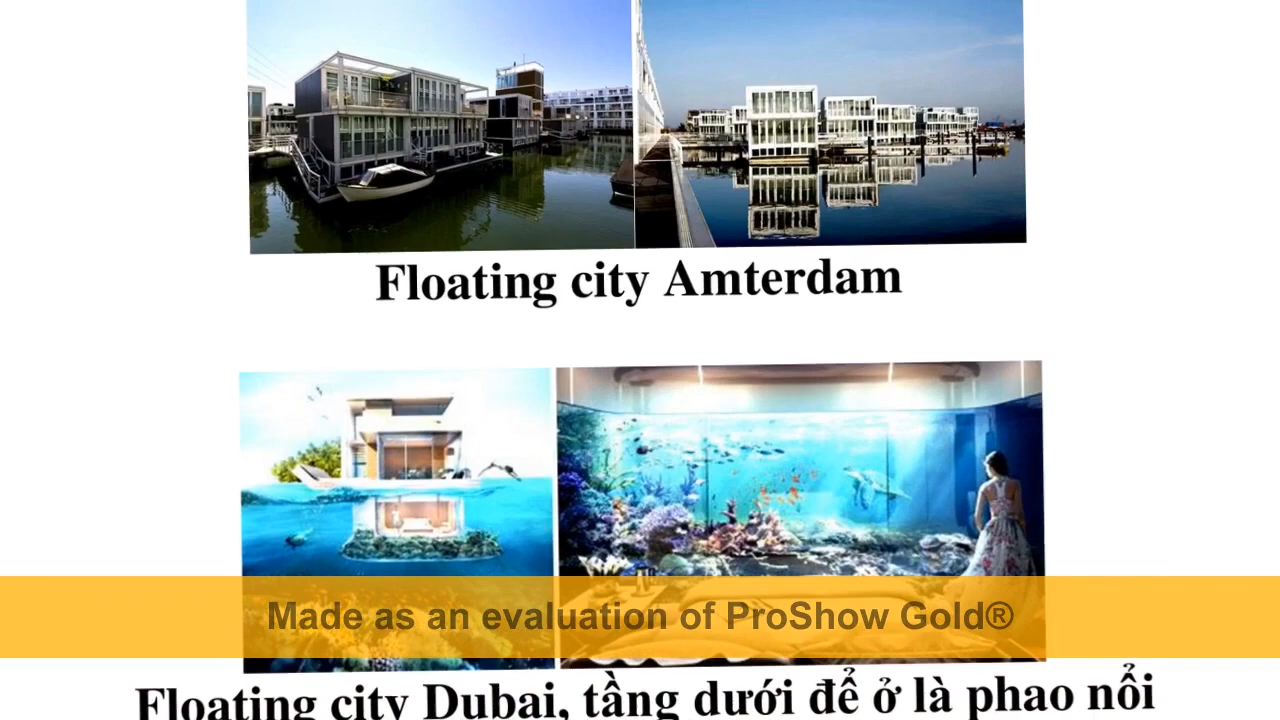 Floating city Amterdam
Made as an evaluation of ProShow Gold®
Floating city Dubai, tầng dưới để ở là phao nổi